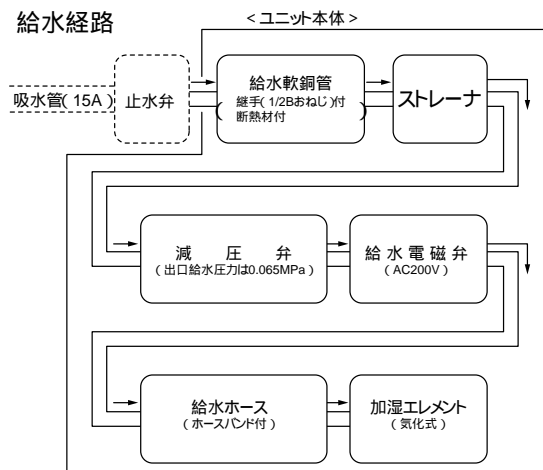 給水経路
<ユニット本体>
吸水管(15A)
止水弁
給水軟銅管
(継手(1/2Bおねじ)付
断熱材付)
ストレーナ
減圧弁
(出口給水圧力は0.065MPa)
給水電磁弁
(AC200V)
給水ホース
(ホースバンド付)
加湿エレメント
(気化式)